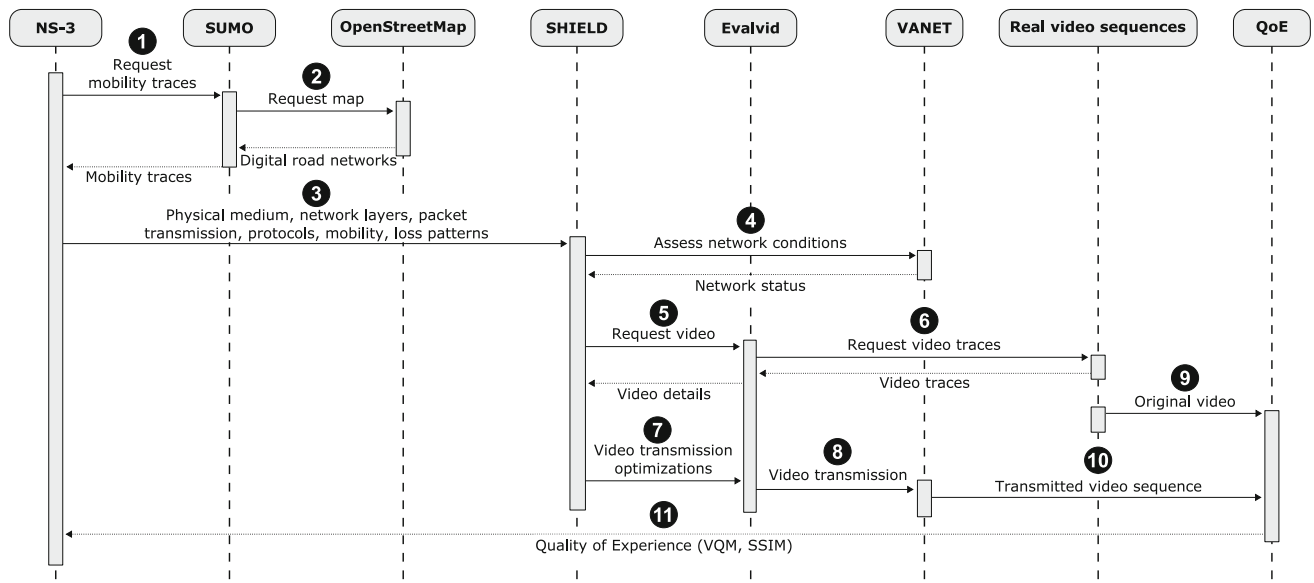 NS-3
SUMO
OpenStreetMap
SHIELD
Evalvid
VANET
Real video sequences
QoE
1
Request
mobility traces
2
Request map
Digital road networks
Mobility traces
3
Physical medium, network layers, packet
transmission, protocols, mobility, loss patterns
4
Assess network conditions
Network status
5
Request video
6
Request video traces
Video traces
Video details
9
Original video
7
Video transmission
optimizations
8
Video transmission
10
Transmitted video sequence
11
Quality of Experience (VQM, SSIM)